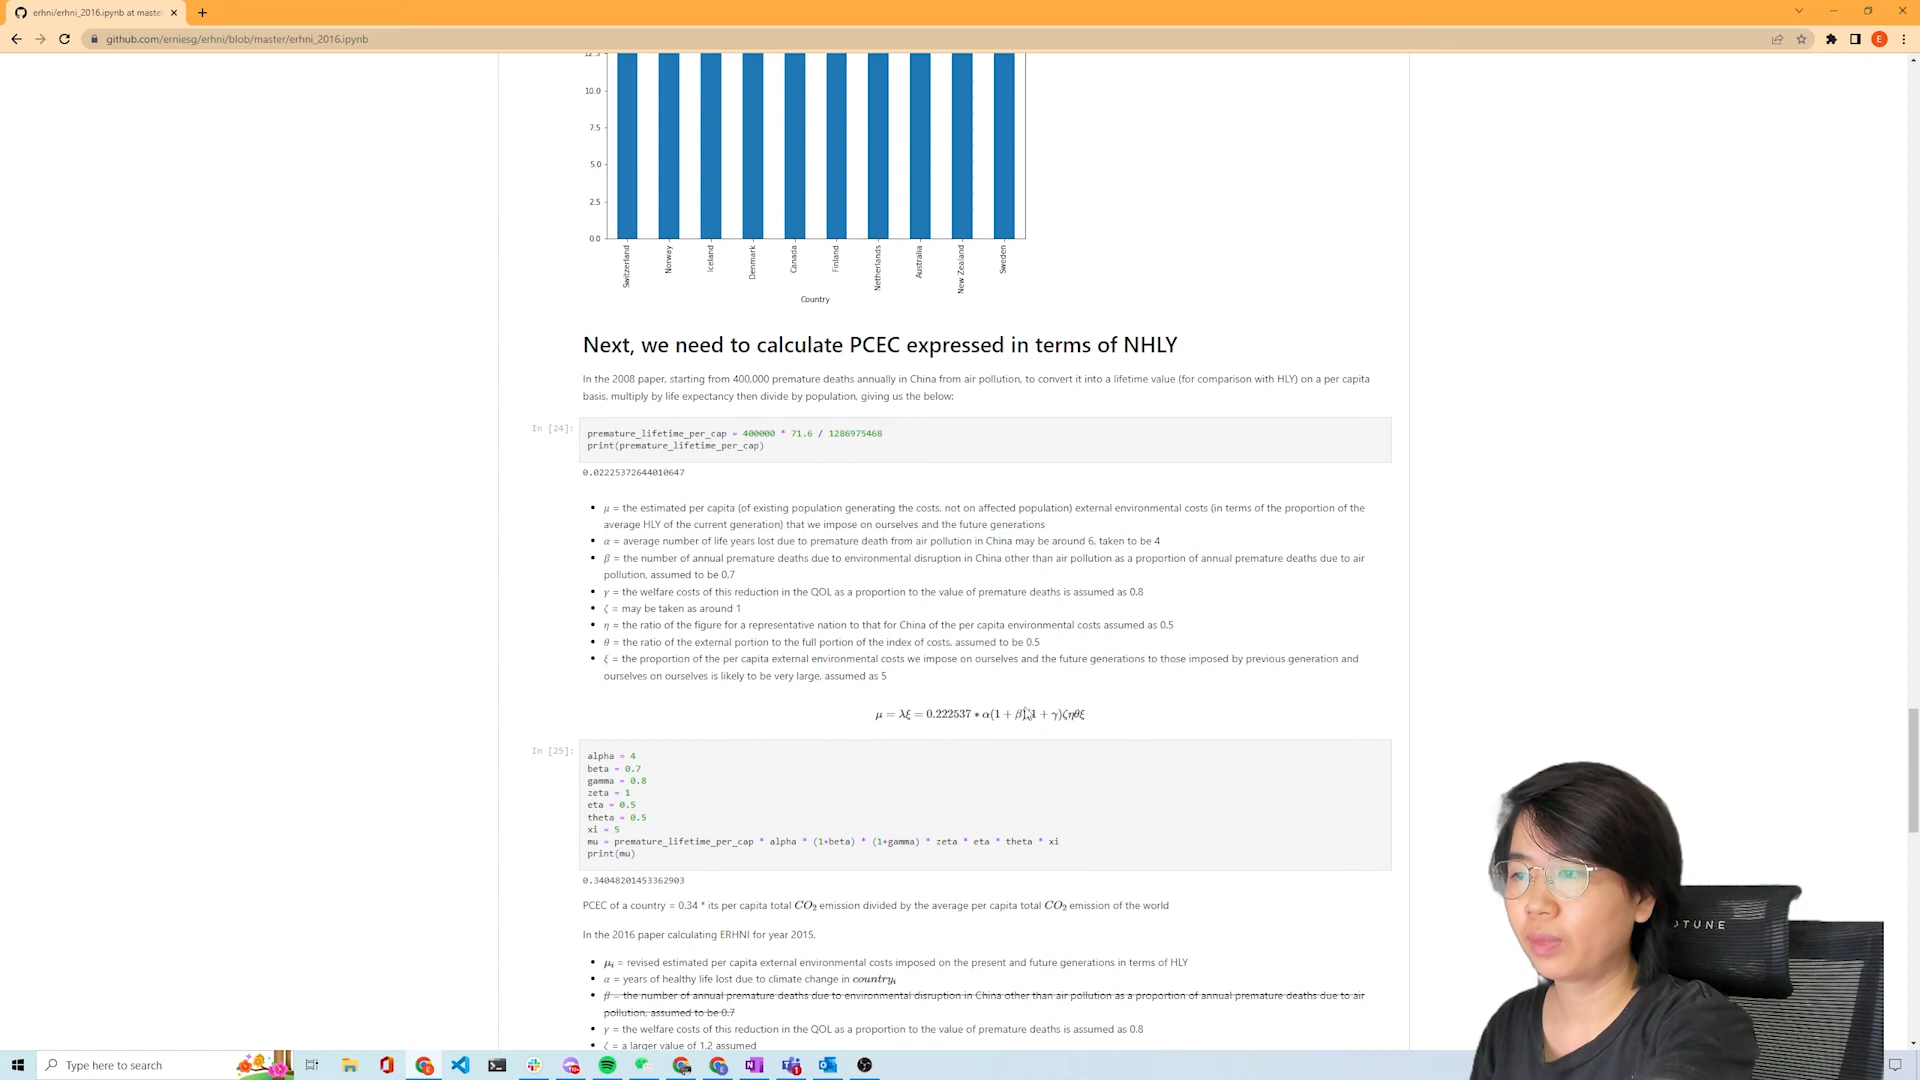 erhni/erhni_2016.ipynb at maste
github.com/erniesg/erhni/blob/master/erhni_2016.ipynb
E
12.5
10.0
7.5
5.0
2.5
0.0
Switzerland
Norway
Iceland
Denmark
Canada
Finland
Netherlands
Australia
New Zealand
Sweden
Country
Next, we need to calculate PCEC expressed in terms of NHLY
In the 2008 paper, starting from 400,000 premature deaths annually in China from air pollution, to convert it into a lifetime value (for comparison with HLY) on a per capita
basis, multiply by life expectancy then divide by population, giving us the below:
In [24]:
premature_lifetime_per_cap = 400000 * 71.6 / 1286975468
print(premature_lifetime_per_cap)
0.02225372644010647
• μ = the estimated per capita (of existing population generating the costs, not on affected population) external environmental costs (in terms of the proportion of the
average HLY of the current generation) that we impose on ourselves and the future generations
• α = average number of life years lost due to premature death from air pollution in China may be around 6, taken to be 4
• β = the number of annual premature deaths due to environmental disruption in China other than air pollution as a proportion of annual premature deaths due to air
pollution, assumed to be 0.7
• γ = the welfare costs of this reduction in the QOL as a proportion to the value of premature deaths is assumed as 0.8
• ζ = may be taken as around 1
• η = the ratio of the figure for a representative nation to that for China of the per capita environmental costs assumed as 0.5
• θ = the ratio of the external portion to the full portion of the index of costs, assumed to be 0.5
• ξ = the proportion of the per capita external environmental costs we impose on ourselves and the future generations to those imposed by previous generation and
ourselves on ourselves is likely to be very large, assumed as 5
μ = λξ = 0.222537 ∗ α(1 + β)(1 + γ)ζηθξ
In [25]:
alpha = 4
beta = 0.7
gamma = 0.8
zeta = 1
eta = 0.5
theta = 0.5
xi = 5
mu = premature_lifetime_per_cap * alpha * (1+beta) * (1+gamma) * zeta * eta * theta * xi
print(mu)
0.34048201453362903
PCEC of a country = 0.34 * its per capita total CO₂ emission divided by the average per capita total CO₂ emission of the world
In the 2016 paper calculating ERHNI for year 2015,
• μᵢ = revised estimated per capita external environmental costs imposed on the present and future generations in terms of HLY
• α = years of healthy life lost due to climate change in countryᵢ
• β = the number of annual premature deaths due to environmental disruption in China other than air pollution as a proportion of annual premature deaths due to air
pollution, assumed to be 0.7
• γ = the welfare costs of this reduction in the QOL as a proportion to the value of premature deaths is assumed as 0.8
• ζ = a larger value of 1.2 assumed
Type here to search